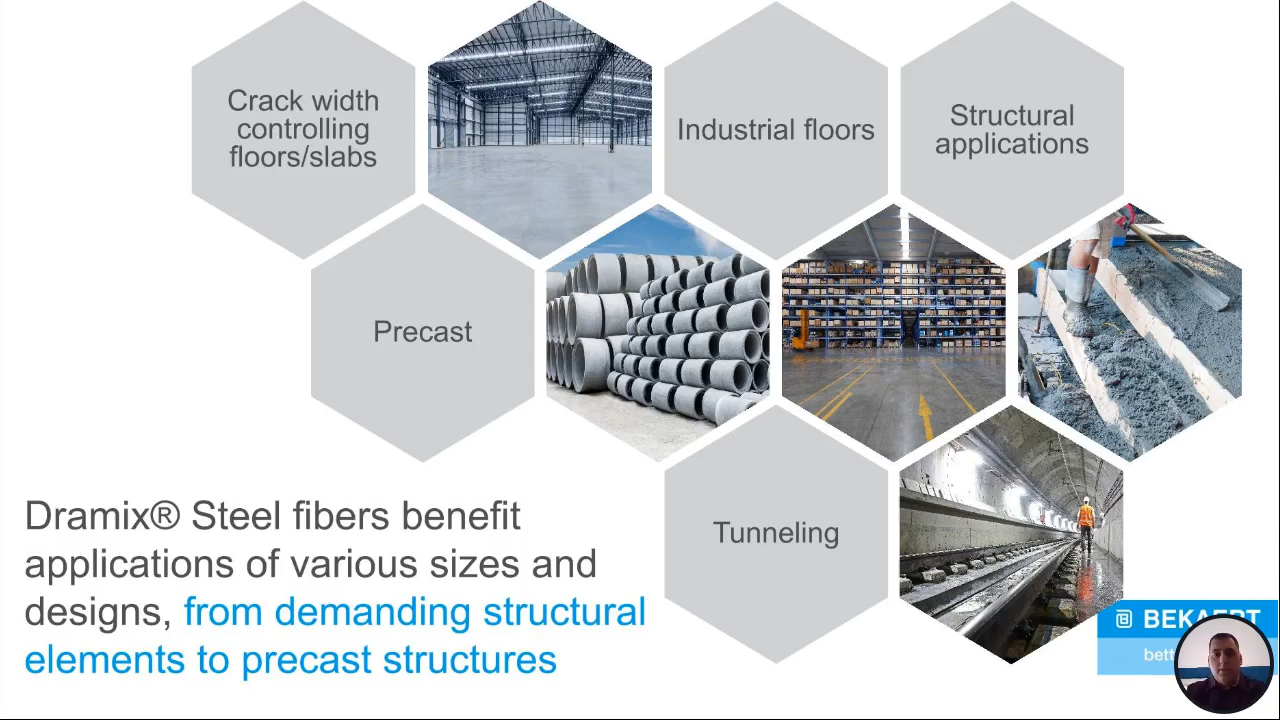 Crack width
controlling
floors/slabs
Industrial floors
Structural
applications
Precast
Tunneling
Dramix® Steel fibers benefit
applications of various sizes and
designs, from demanding structural
elements to precast structures
BEKAERT